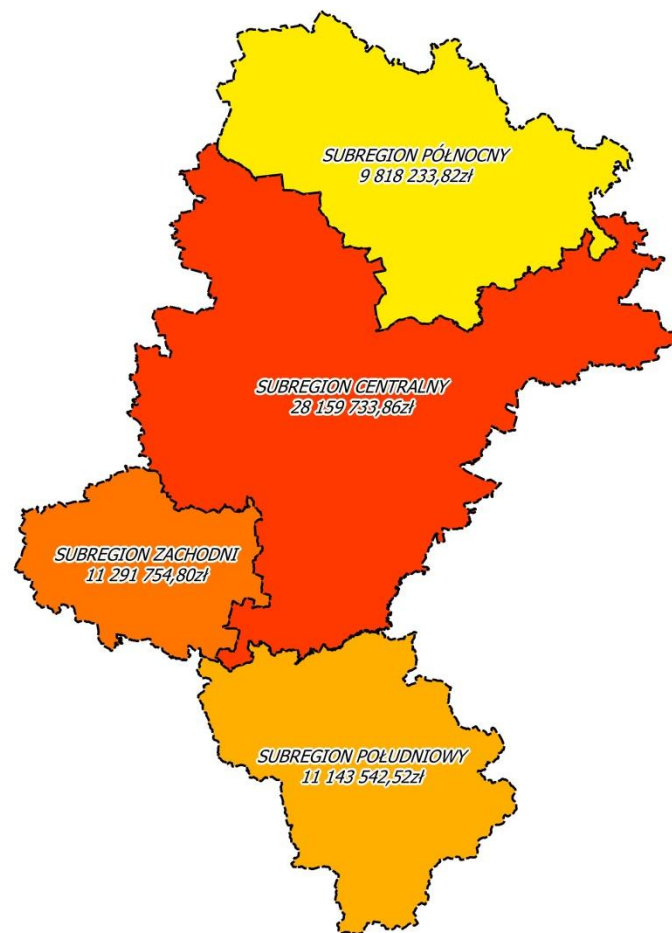 SUBREGION PÓŁNOCNY
9 818 233,82zł
SUBREGION CENTRALNY
28 159 733,86zł
SUBREGION ZACHODNI
11 291 754,80zł
SUBREGION POŁUDNIOWY
11 143 542,52zł